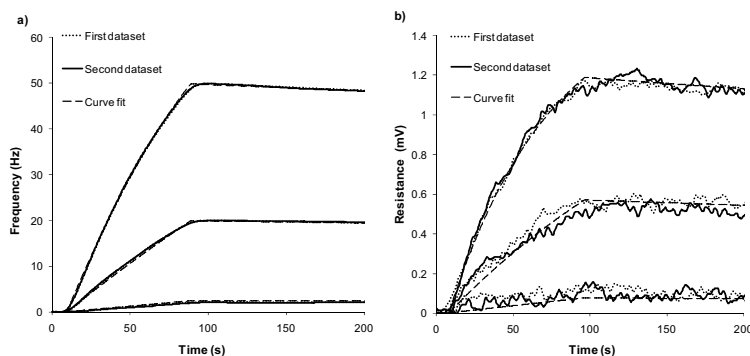 a)
First dataset
Second dataset
Curve fit
Frequency (Hz)
60
50
40
30
20
10
0
0 50 100 150 200
Time (s)
b)
First dataset
Second dataset
Curve fit
Resistance (mV)
1.4
1.2
1
0.8
0.6
0.4
0.2
0
0 50 100 150 200
Time (s)